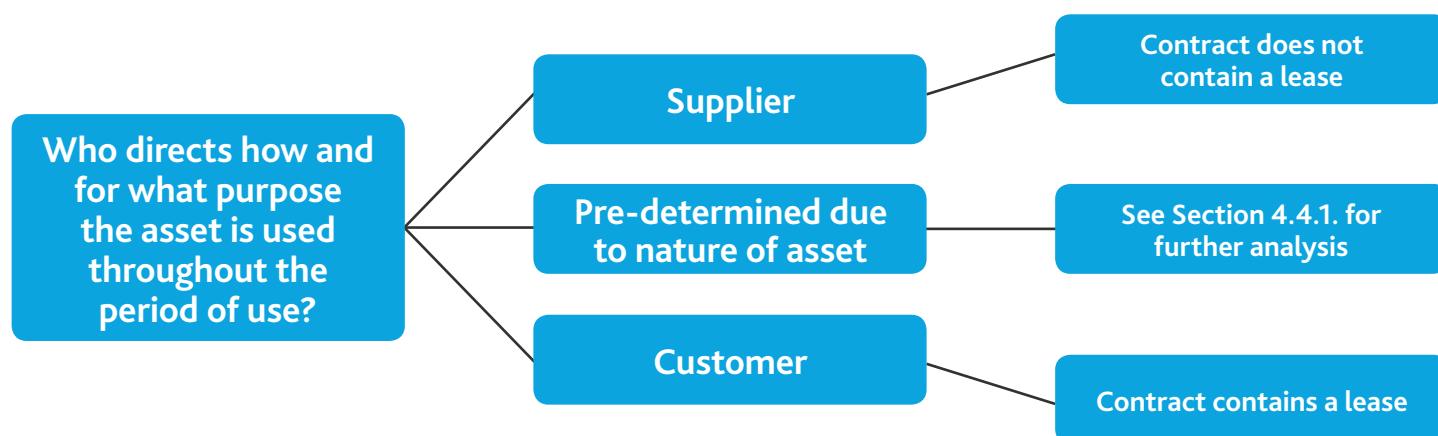 Who directs how and
for what purpose
the asset is used
throughout the
period of use?
Supplier
Contract does not
contain a lease
Pre-determined due
to nature of asset
See Section 4.4.1. for
further analysis
Customer
Contract contains a lease